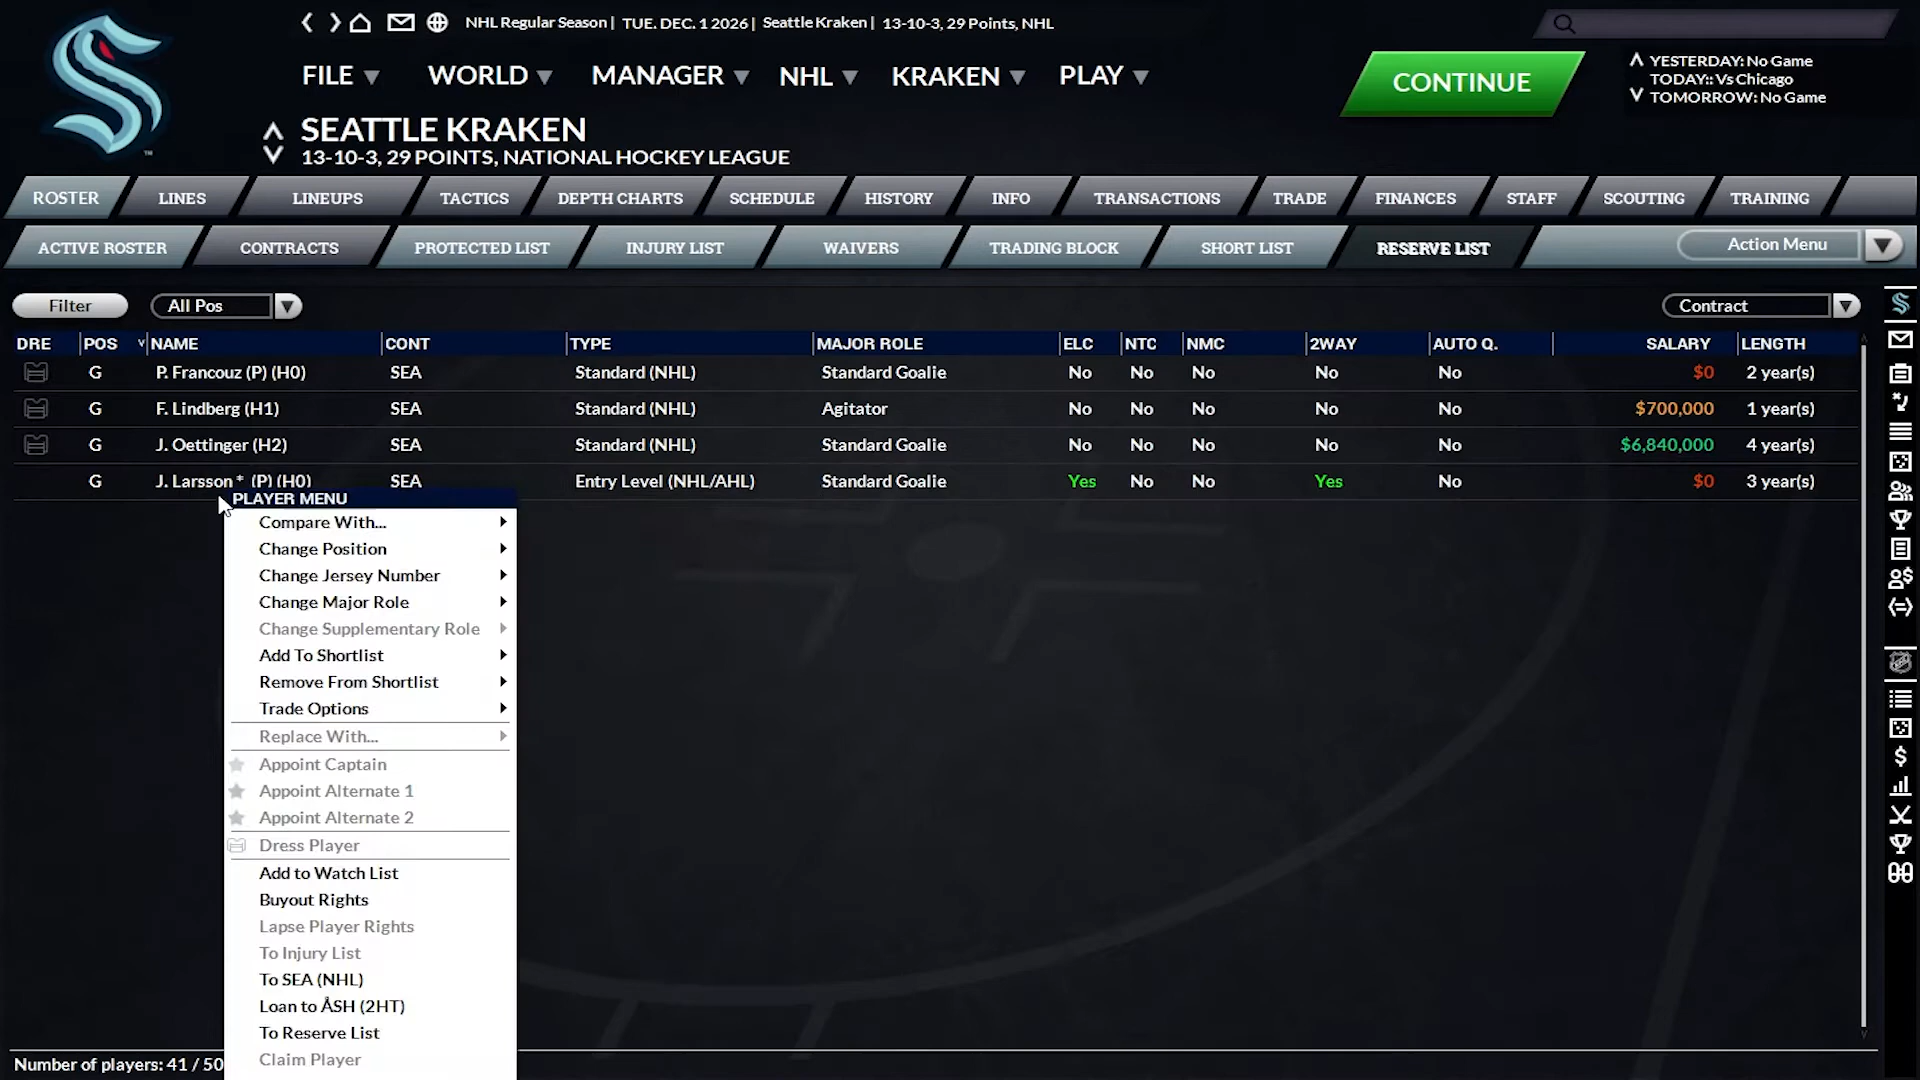 NHL Regular Season | TUE. DEC. 1 2026 | Seattle Kraken | 13-10-3, 29 Points, NHL
FILE WORLD MANAGER NHL KRAKEN PLAY
CONTINUE
YESTERDAY: No Game
TODAY:: Vs Chicago
TOMORROW: No Game
SEATTLE KRAKEN
13-10-3, 29 POINTS, NATIONAL HOCKEY LEAGUE
ROSTER LINES LINEUPS TACTICS DEPTH CHARTS SCHEDULE HISTORY INFO TRANSACTIONS TRADE FINANCES STAFF SCOUTING TRAINING
ACTIVE ROSTER CONTRACTS PROTECTED LIST INJURY LIST WAIVERS TRADING BLOCK SHORT LIST RESERVE LIST Action Menu
Filter All Pos Contract
DRE POS NAME CONT TYPE MAJOR ROLE ELC NTC NMC 2WAY AUTO Q. SALARY LENGTH
G P. Francouz (P) (H0) SEA Standard (NHL) Standard Goalie No No No No No $0 2 year(s)
G F. Lindberg (H1) SEA Standard (NHL) Agitator No No No No No $700,000 1 year(s)
G J. Oettinger (H2) SEA Standard (NHL) Standard Goalie No No No No No $6,840,000 4 year(s)
G J. Larsson * (P) (H0) SEA Entry Level (NHL/AHL) Standard Goalie Yes No No Yes No $0 3 year(s)
PLAYER MENU
Compare With...
Change Position
Change Jersey Number
Change Major Role
Change Supplementary Role
Add To Shortlist
Remove From Shortlist
Trade Options
Replace With...
Appoint Captain
Appoint Alternate 1
Appoint Alternate 2
Dress Player
Add to Watch List
Buyout Rights
Lapse Player Rights
To Injury List
To SEA (NHL)
Loan to ÅSH (2HT)
To Reserve List
Claim Player
Number of players: 41 / 50